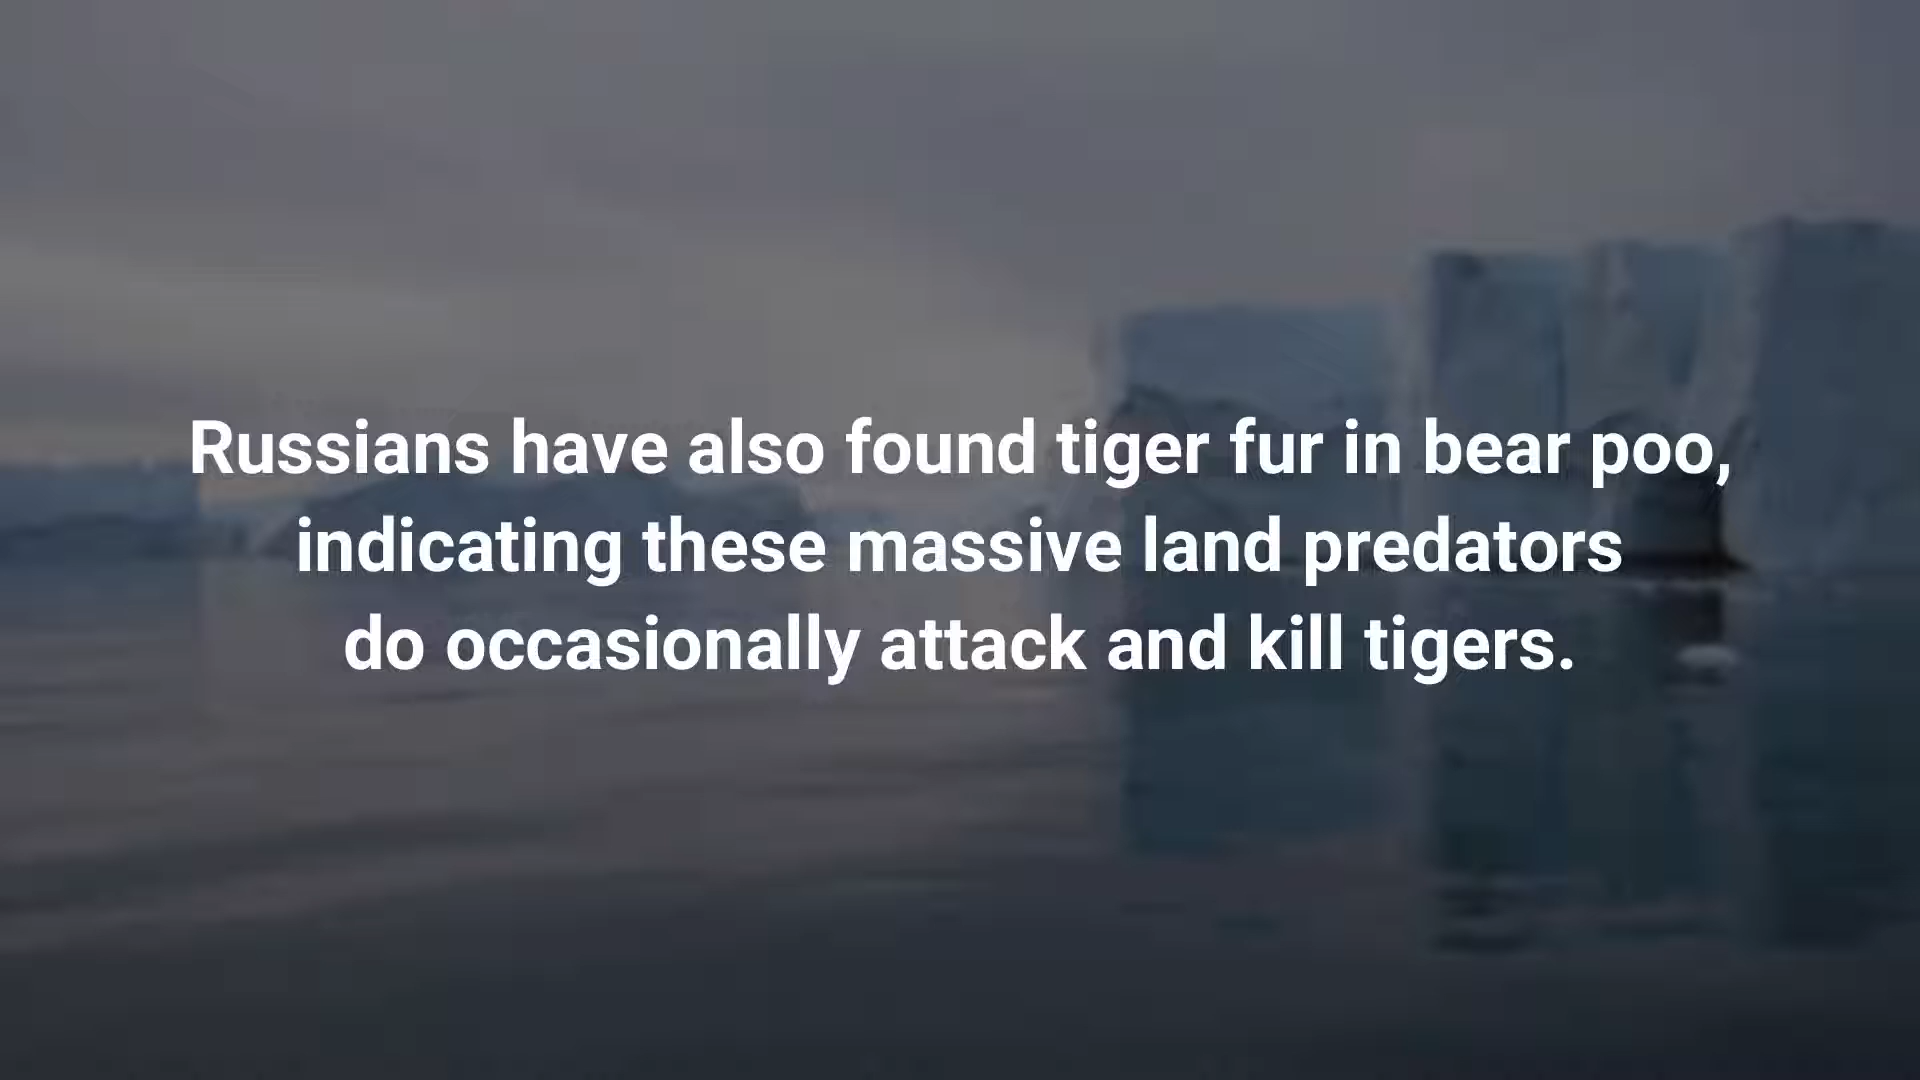 Russians have also found tiger fur in bear poo,
indicating these massive land predators
do occasionally attack and kill tigers.